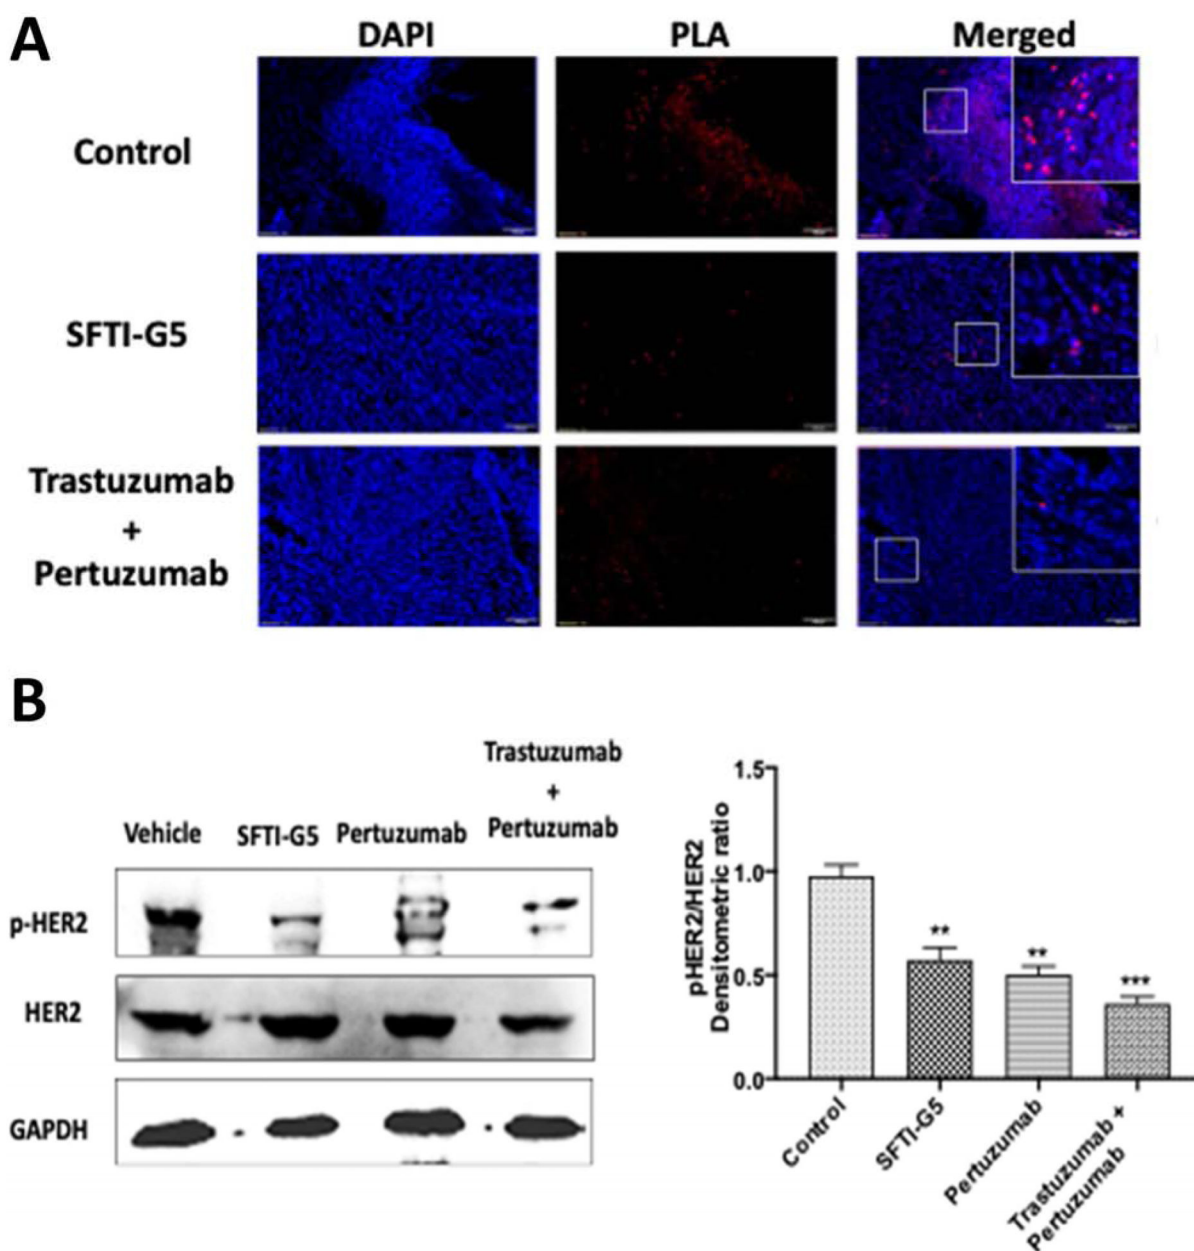 A
DAPI PLA Merged
Control
SFTI-G5
Trastuzumab
+
Pertuzumab
B
Trastuzumab
+
Vehicle SFTI-G5 Pertuzumab Pertuzumab
p-HER2
HER2
GAPDH
pHER2/HER2
Densitometric ratio
1.5
1.0
0.5
0.0
**
**
***
Control
SFTI-G5
Pertuzumab
Trastuzumab +
Pertuzumab